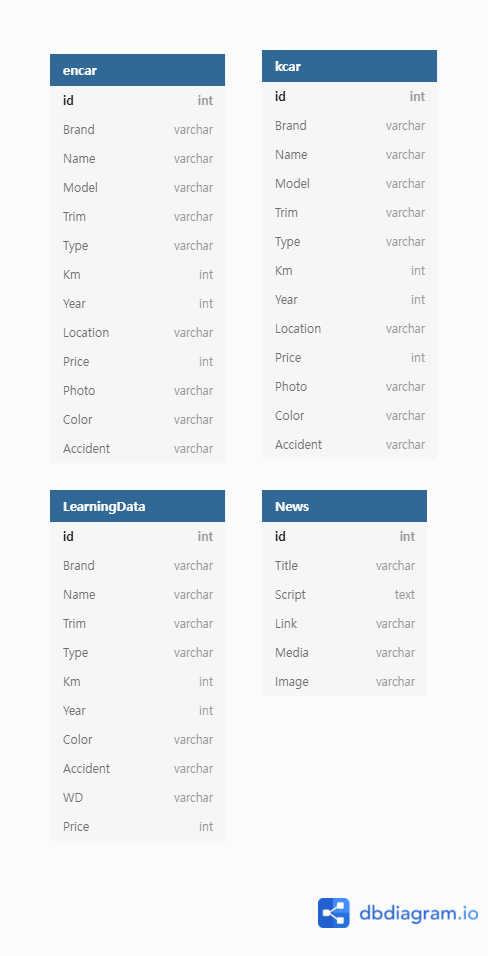 encar
id int
Brand varchar
Name varchar
Model varchar
Trim varchar
Type varchar
Km int
Year int
Location varchar
Price int
Photo varchar
Color varchar
Accident varchar
kcar
id int
Brand varchar
Name varchar
Model varchar
Trim varchar
Type varchar
Km int
Year int
Location varchar
Price int
Photo varchar
Color varchar
Accident varchar
LearningData
id int
Brand varchar
Name varchar
Trim varchar
Type varchar
Km int
Year int
Color varchar
Accident varchar
WD varchar
Price int
News
id int
Title varchar
Script text
Link varchar
Media varchar
Image varchar
dbdiagram.io